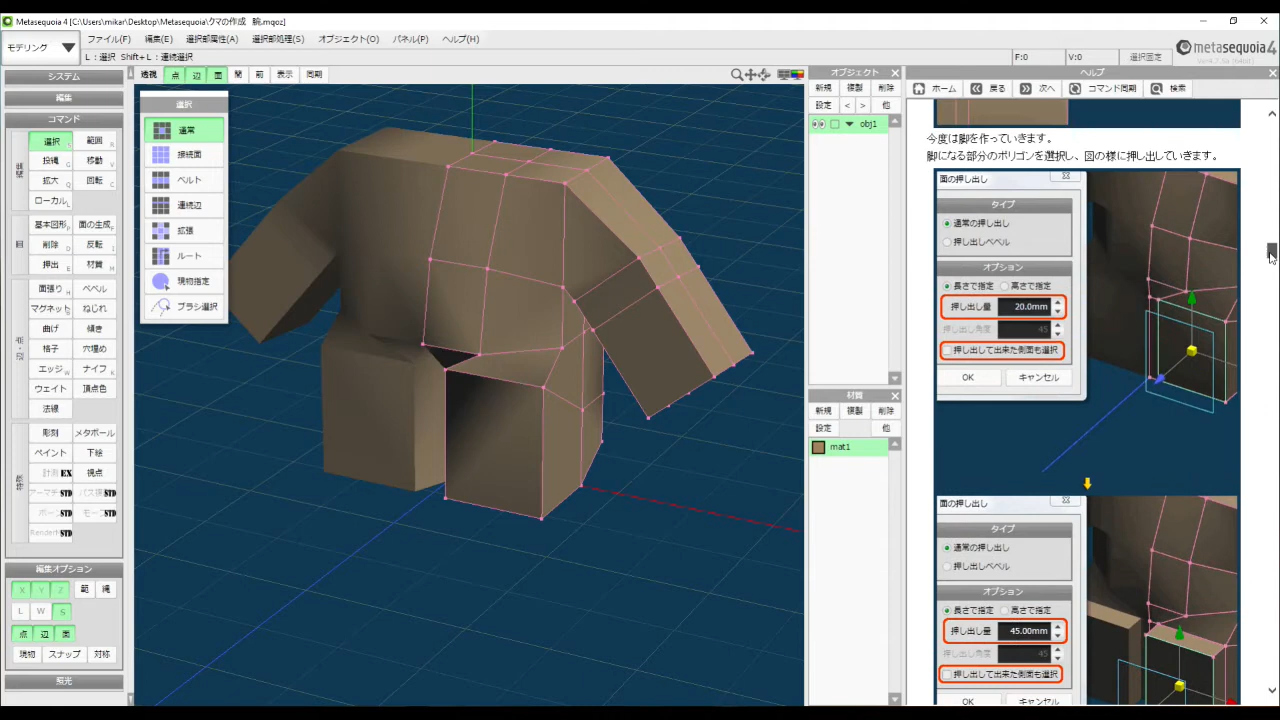 Metasequoia 4 [C:\Users\mikar\Desktop\Metasequoia\クマの作成　腕.mqoz]
モデリング
ファイル(F) 編集(E) 選択部属性(A) 選択部処理(S) オブジェクト(O) パネル(P) ヘルプ(H)
L : 選択 Shift+L : 連続選択
F:0 V:0 選択固定
metasequoia 4
Ver4.7.5a (64bit)
システム
編集
コマンド
選択 範囲 R
投縄 G 移動 V
拡大 Q 回転 C
ローカル L
基本図形 P 面の生成 F
削除 D 反転 I
押出 E 材質 M
面張り H ベベル
マグネット ねじれ
曲げ 傾き
格子 穴埋め
エッジ W ナイフ K
ウェイト 頂点色
法線
彫刻 メタボール
ペイント 下絵
計測 EX 視点
STD STD
STD STD
STD
編集オプション
X Y Z 範 縄
L W S
点 辺 面
現物 スナップ 対称
照光
透視 点 辺 面 簡 前 表示 同期
選択
通常
接続面
ベルト
連続辺
拡張
ルート
現物指定
ブラシ選択
オブジェクト
新規 複製 削除
設定 < > 他
obj1
材質
新規 複製 削除
設定 他
mat1
ヘルプ
ホーム 戻る 次へ コマンド同期 検索
今度は脚を作っていきます。
脚になる部分のポリゴンを選択し、図の様に押し出していきます。
面の押し出し
タイプ
通常の押し出し
押し出しベベル
オプション
長さで指定 高さで指定
押し出し量 20.0mm
押し出し角度 45
押し出して出来た側面も選択
OK キャンセル
面の押し出し
タイプ
通常の押し出し
押し出しベベル
オプション
長さで指定 高さで指定
押し出し量 45.00mm
押し出し角度 45
押し出して出来た側面も選択
OK キャンセル